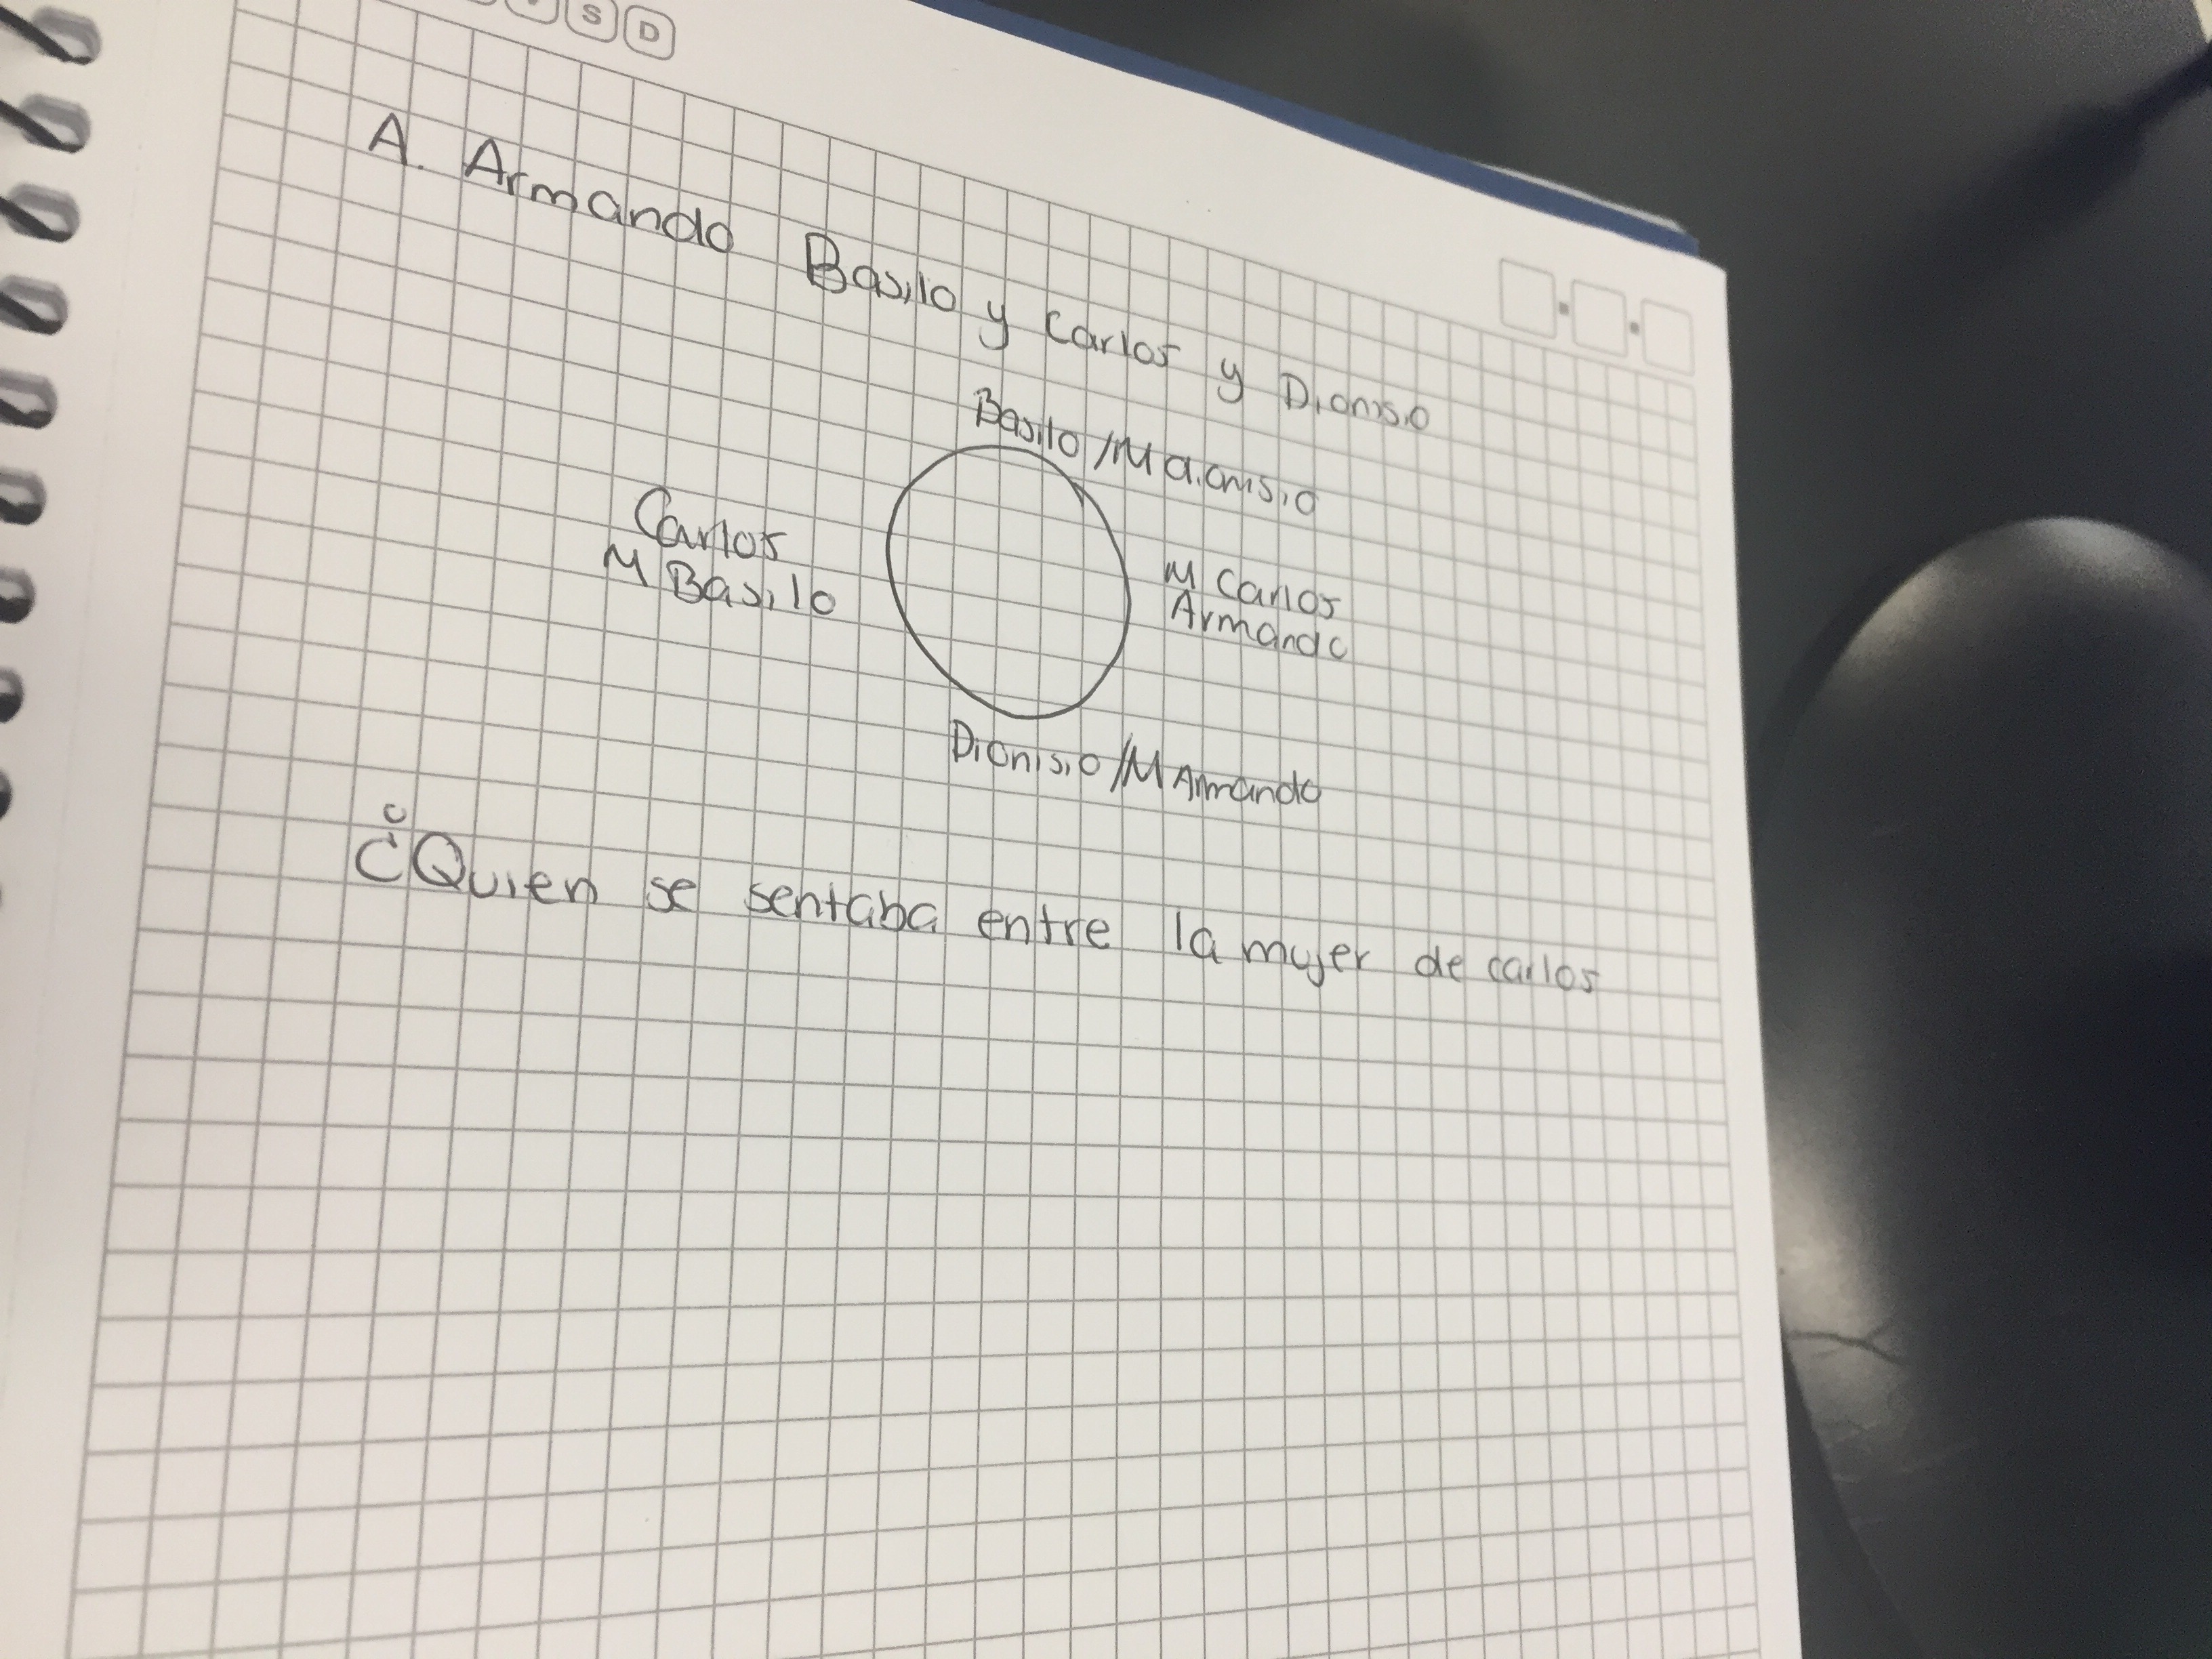 S D
A. Armando Basilo y Carlos y Dionisio
Basilo / M dionisio
Carlos
M Basilo
M Carlos
Armando
Dionisio / M Armando
¿Quien se sentaba entre la mujer de carlos